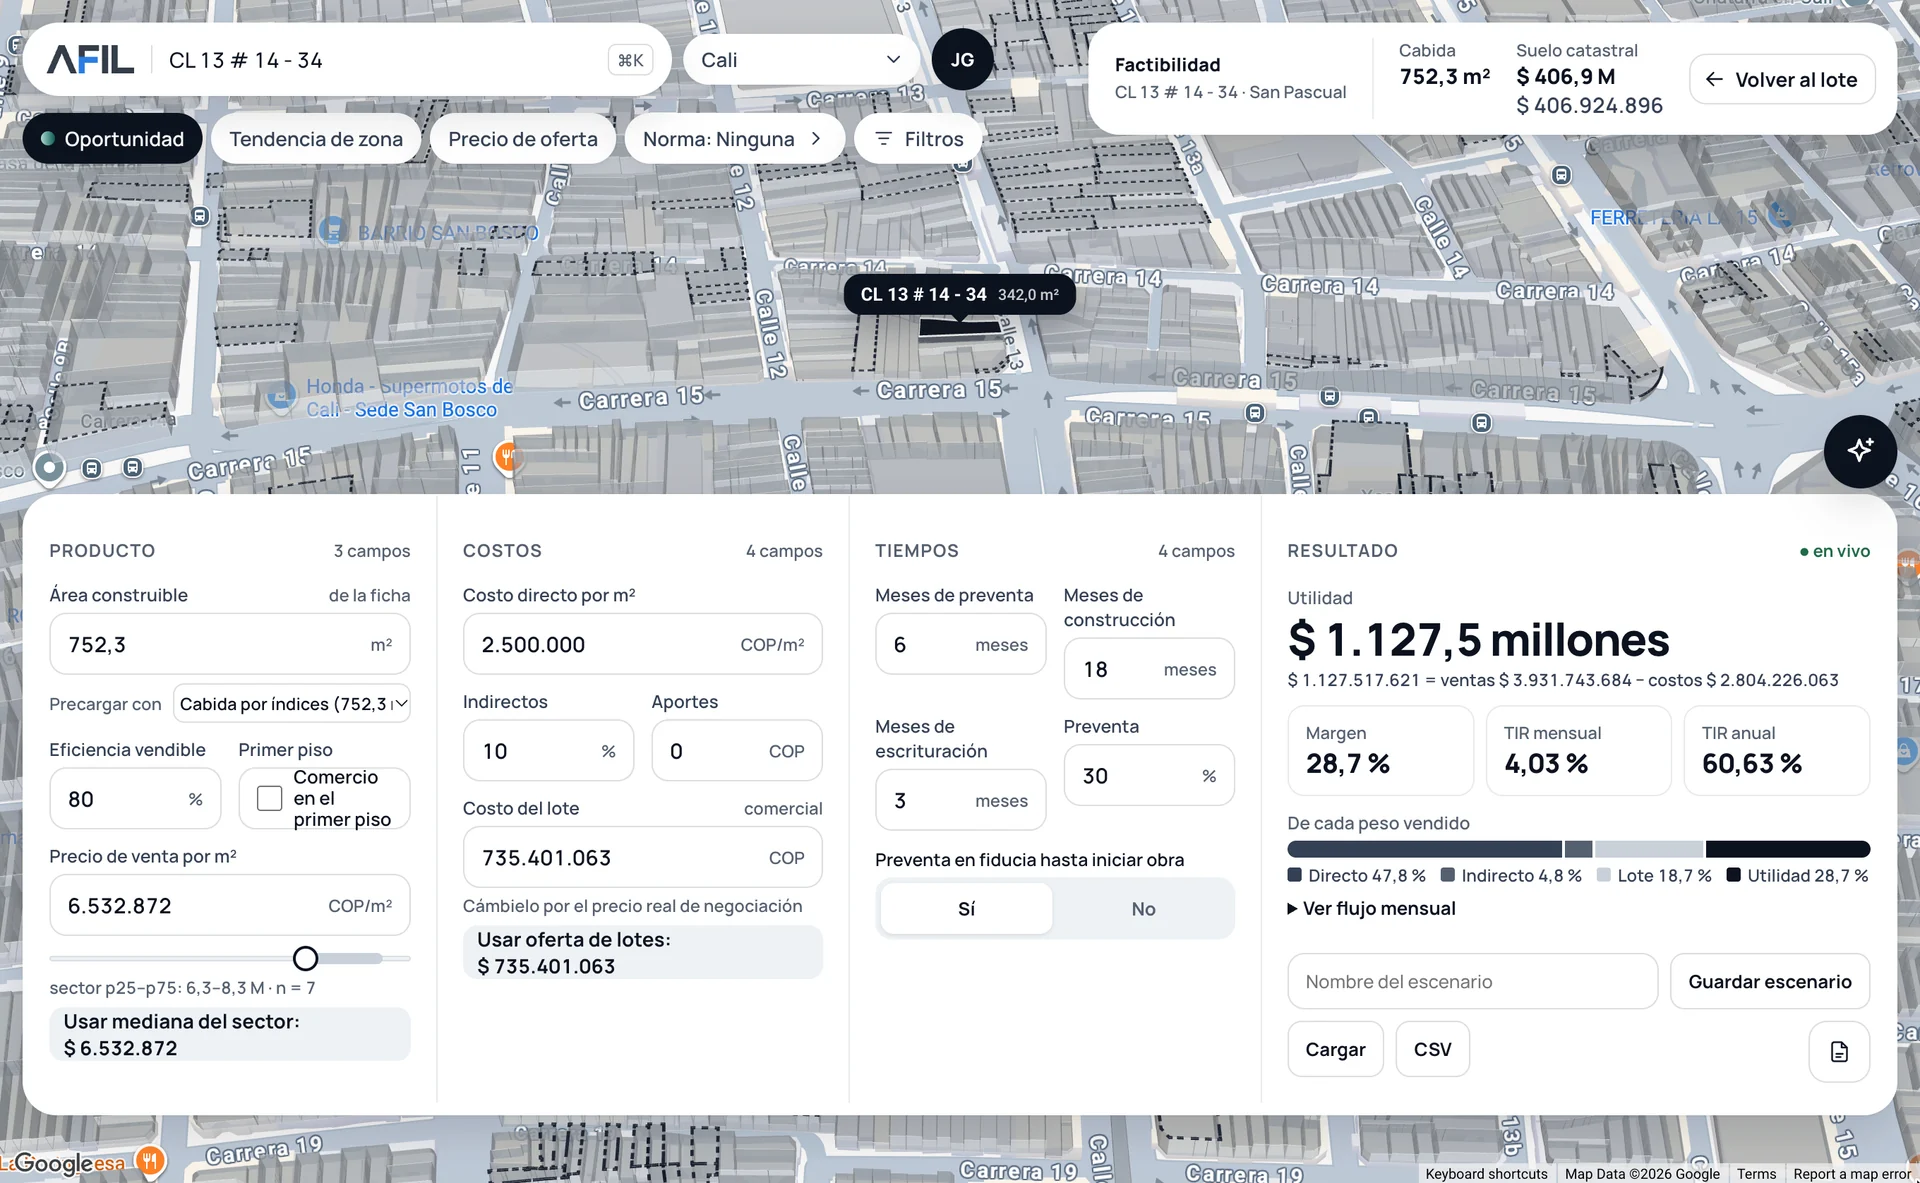 AFIL
CL 13 # 14 - 34
⌘K
Cali
JG
Factibilidad
CL 13 # 14 - 34 · San Pascual
Cabida
752,3 m²
Suelo catastral
$ 406,9 M
$ 406.924.896
← Volver al lote
Oportunidad
Tendencia de zona
Precio de oferta
Norma: Ninguna
Filtros
Carrera 13
Calle 12
Calle 14
BARRIO SAN BOSCO
FERRETERIA LA 15
Carrera 14
CL 13 # 14 - 34 342,0 m²
Carrera 14
Carrera 14
Carrera 14
Carrera 14
Calle 12
Calle 13
Honda - Supermotos de
Cali - Sede San Bosco
Carrera 15
Carrera 15
Carrera 15
Carrera 15
Carrera 15
Carrera 15
Calle
Calle
PRODUCTO
3 campos
Área construible
de la ficha
752,3 m²
Precargar con
Cabida por índices (752,3
Eficiencia vendible
80 %
Primer piso
Comercio
en el
primer piso
Precio de venta por m²
6.532.872 COP/m²
sector p25–p75: 6,3–8,3 M · n = 7
Usar mediana del sector:
$ 6.532.872
COSTOS
4 campos
Costo directo por m²
2.500.000 COP/m²
Indirectos
10 %
Aportes
0 COP
Costo del lote
comercial
735.401.063 COP
Cámbielo por el precio real de negociación
Usar oferta de lotes:
$ 735.401.063
TIEMPOS
4 campos
Meses de preventa
6 meses
Meses de
construcción
18 meses
Meses de
escrituración
3 meses
Preventa
30 %
Preventa en fiducia hasta iniciar obra
Sí
No
RESULTADO
en vivo
Utilidad
$ 1.127,5 millones
$ 1.127.517.621 = ventas $ 3.931.743.684 − costos $ 2.804.226.063
Margen
28,7 %
TIR mensual
4,03 %
TIR anual
60,63 %
De cada peso vendido
Directo 47,8 %
Indirecto 4,8 %
Lote 18,7 %
Utilidad 28,7 %
Ver flujo mensual
Nombre del escenario
Guardar escenario
Cargar
CSV
Carrera 19
Carrera 19
Carrera 19
Google
Keyboard shortcuts
Map Data ©2026 Google
Terms
Report a map error